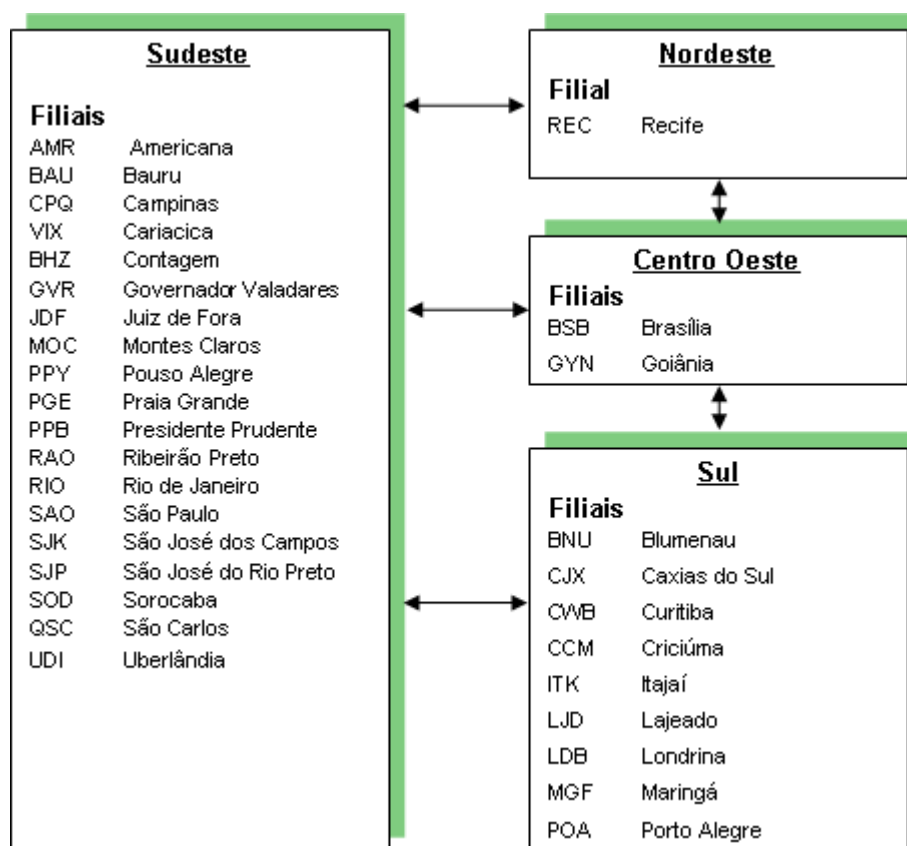 Sudeste
Filiais
AMR Americana
BAU Bauru
CPQ Campinas
VIX Cariacica
BHZ Contagem
GVR Governador Valadares
JDF Juiz de Fora
MOC Montes Claros
PPY Pouso Alegre
PGE Praia Grande
PPB Presidente Prudente
RAO Ribeirão Preto
RIO Rio de Janeiro
SAO São Paulo
SJK São José dos Campos
SJP São José do Rio Preto
SOD Sorocaba
QSC São Carlos
UDI Uberlândia
Nordeste
Filial
REC Recife
Centro Oeste
Filiais
BSB Brasília
GYN Goiânia
Sul
Filiais
BNU Blumenau
CJX Caxias do Sul
CWB Curitiba
CCM Criciúma
ITK Itajaí
LJD Lajeado
LDB Londrina
MGF Maringá
POA Porto Alegre